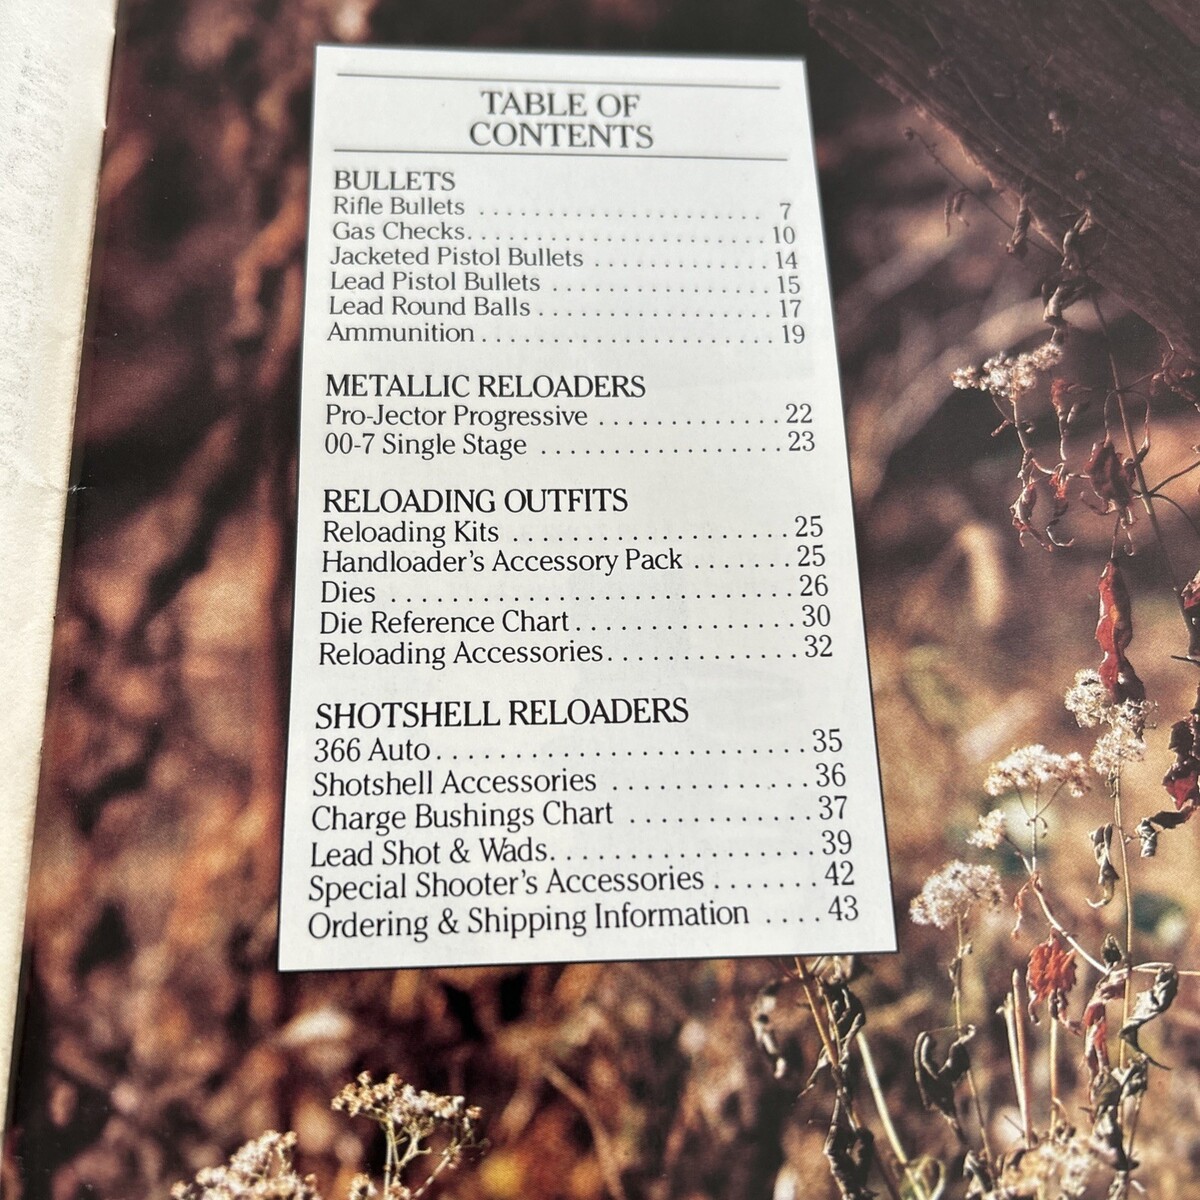 TABLE OF
CONTENTS
BULLETS
Rifle Bullets . . . . . . . . . . . . . . . . . . . . . 7
Gas Checks. . . . . . . . . . . . . . . . . . . . . . 10
Jacketed Pistol Bullets . . . . . . . . . . . . . 14
Lead Pistol Bullets . . . . . . . . . . . . . . . . 15
Lead Round Balls . . . . . . . . . . . . . . . . . 17
Ammunition . . . . . . . . . . . . . . . . . . . . . 19
METALLIC RELOADERS
Pro-Jector Progressive . . . . . . . . . . . . . 22
00-7 Single Stage . . . . . . . . . . . . . . . . . 23
RELOADING OUTFITS
Reloading Kits . . . . . . . . . . . . . . . . . . . 25
Handloader's Accessory Pack . . . . . . . 25
Dies . . . . . . . . . . . . . . . . . . . . . . . . . . . 26
Die Reference Chart . . . . . . . . . . . . . . . 30
Reloading Accessories. . . . . . . . . . . . . 32
SHOTSHELL RELOADERS
366 Auto . . . . . . . . . . . . . . . . . . . . . . . . 35
Shotshell Accessories . . . . . . . . . . . . . 36
Charge Bushings Chart . . . . . . . . . . . . 37
Lead Shot & Wads. . . . . . . . . . . . . . . . . 39
Special Shooter's Accessories . . . . . . . 42
Ordering & Shipping Information . . . . 43